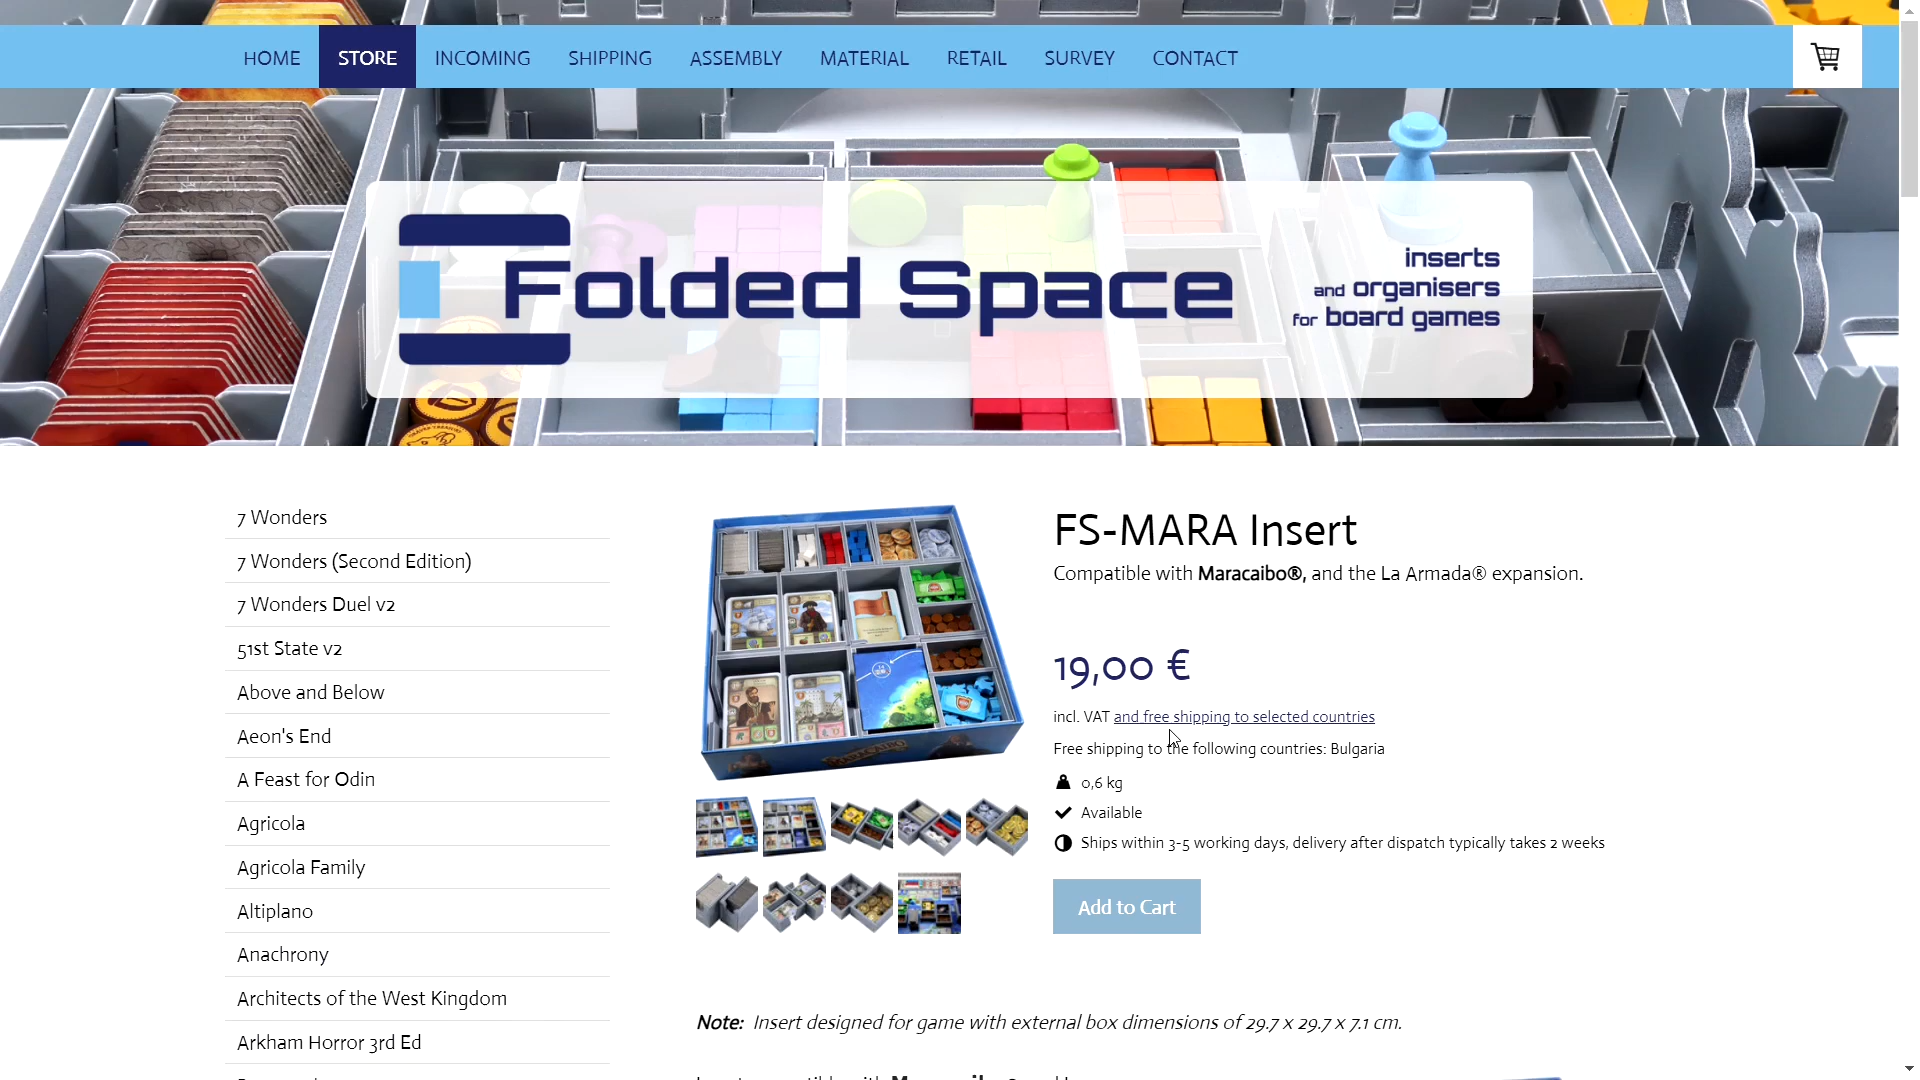 HOME STORE INCOMING SHIPPING ASSEMBLY MATERIAL RETAIL SURVEY CONTACT
Folded Space
inserts
and organisers
for board games
7 Wonders
7 Wonders (Second Edition)
7 Wonders Duel v2
51st State v2
Above and Below
Aeon's End
A Feast for Odin
Agricola
Agricola Family
Altiplano
Anachrony
Architects of the West Kingdom
Arkham Horror 3rd Ed
FS-MARA Insert
Compatible with Maracaibo®, and the La Armada® expansion.
19,00 €
incl. VAT and free shipping to selected countries
Free shipping to the following countries: Bulgaria
0,6 kg
Available
Ships within 3-5 working days, delivery after dispatch typically takes 2 weeks
Add to Cart
Note: Insert designed for game with external box dimensions of 29.7 x 29.7 x 7.1 cm.